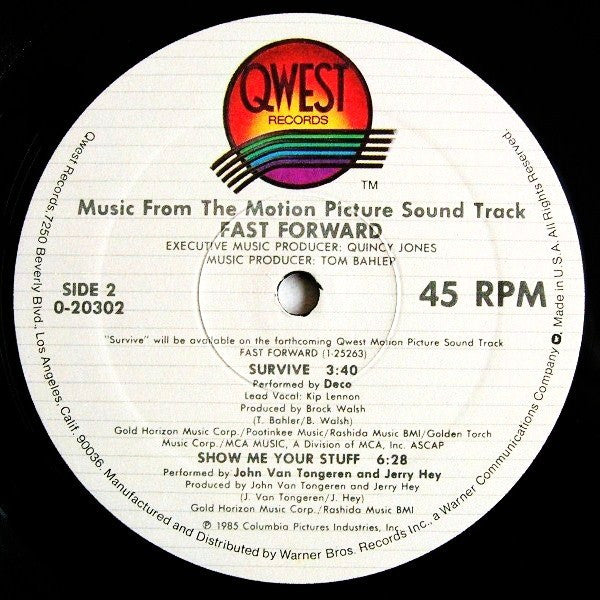 QWEST
RECORDS
TM
Music From The Motion Picture Sound Track
FAST FORWARD
EXECUTIVE MUSIC PRODUCER: QUINCY JONES
MUSIC PRODUCER: TOM BAHLER
SIDE 2
0-20302
45 RPM
"Survive" will be available on the forthcoming Qwest Motion Picture Sound Track
FAST FORWARD (1-25263)
SURVIVE 3:40
Performed by Deco
Lead Vocal: Kip Lennon
Produced by Brock Walsh
(T. Bahler/B. Walsh)
Gold Horizon Music Corp./Pootinkee Music/Rashida Music BMI/Golden Torch
Music Corp./MCA MUSIC, A Division of MCA, Inc. ASCAP
SHOW ME YOUR STUFF 6:28
Performed by John Van Tongeren and Jerry Hey
Produced by John Van Tongeren and Jerry Hey
(J. Van Tongeren/J. Hey)
Gold Horizon Music Corp./Rashida Music BMI
℗ 1985 Columbia Pictures Industries, Inc.
Qwest Records, 7250 Beverly Blvd., Los Angeles, Calif. 90036, Manufactured and Distributed by Warner Bros. Records Inc., a Warner Communications Company. Made in U.S.A. All Rights Reserved.